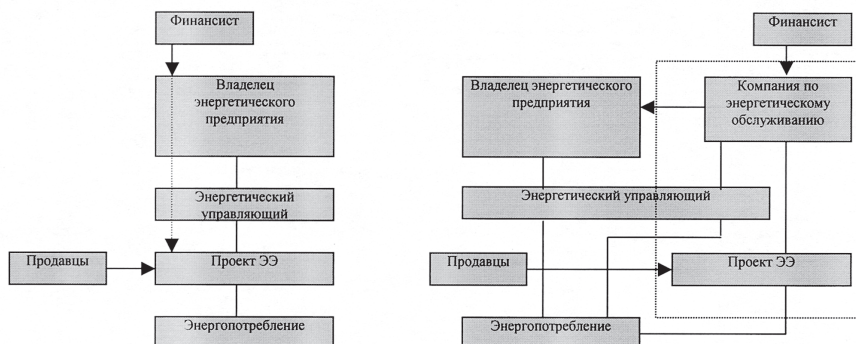 Финансист
Владелец
энергетического
предприятия
Энергетический
управляющий
Продавцы
Проект ЭЭ
Энергопотребление
Финансист
Владелец энергетического
предприятия
Компания по
энергетическому
обслуживанию
Энергетический управляющий
Продавцы
Проект ЭЭ
Энергопотребление